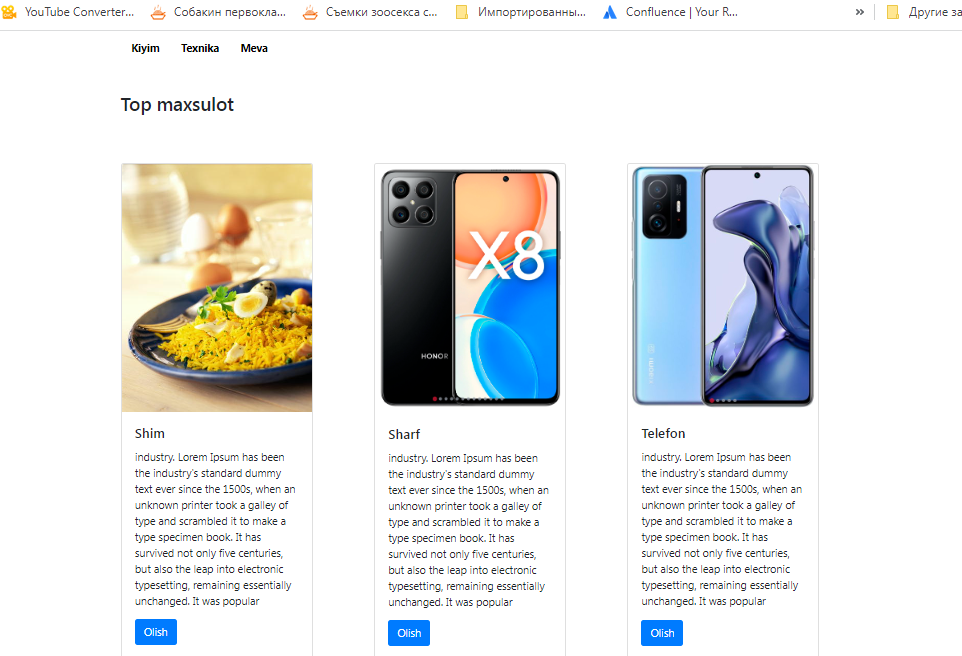 YouTube Converter...
Собакин первокла...
Съемки зоосекса с...
Импортированны...
Confluence | Your R...
»
Другие за
Kiyim
Texnika
Meva
Top maxsulot
X8
HONOR
Shim
industry. Lorem Ipsum has been
the industry's standard dummy
text ever since the 1500s, when an
unknown printer took a galley of
type and scrambled it to make a
type specimen book. It has
survived not only five centuries,
but also the leap into electronic
typesetting, remaining essentially
unchanged. It was popular
Olish
Sharf
industry. Lorem Ipsum has been
the industry's standard dummy
text ever since the 1500s, when an
unknown printer took a galley of
type and scrambled it to make a
type specimen book. It has
survived not only five centuries,
but also the leap into electronic
typesetting, remaining essentially
unchanged. It was popular
Olish
Telefon
industry. Lorem Ipsum has been
the industry's standard dummy
text ever since the 1500s, when an
unknown printer took a galley of
type and scrambled it to make a
type specimen book. It has
survived not only five centuries,
but also the leap into electronic
typesetting, remaining essentially
unchanged. It was popular
Olish